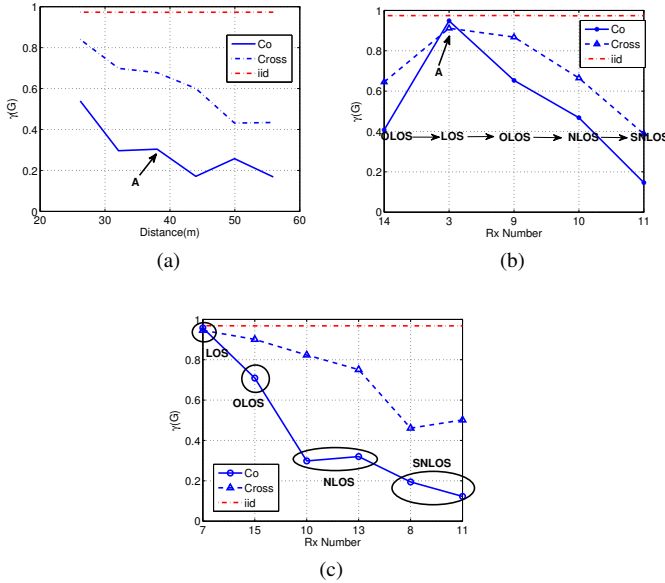 1
0.8
0.6
0.4
0.2
0
γ(G)
Co
Cross
iid
A
20 30 40 50 60
Distance(m)
(a)
1
0.8
0.6
0.4
0.2
0
γ(G)
Co
Cross
iid
A
OLOS LOS OLOS NLOS SNLOS
14 3 9 10 11
Rx Number
(b)
1
0.8
0.6
0.4
0.2
0
γ(G)
LOS
OLOS
NLOS
SNLOS
Co
Cross
iid
7 15 10 13 8 11
Rx Number
(c)